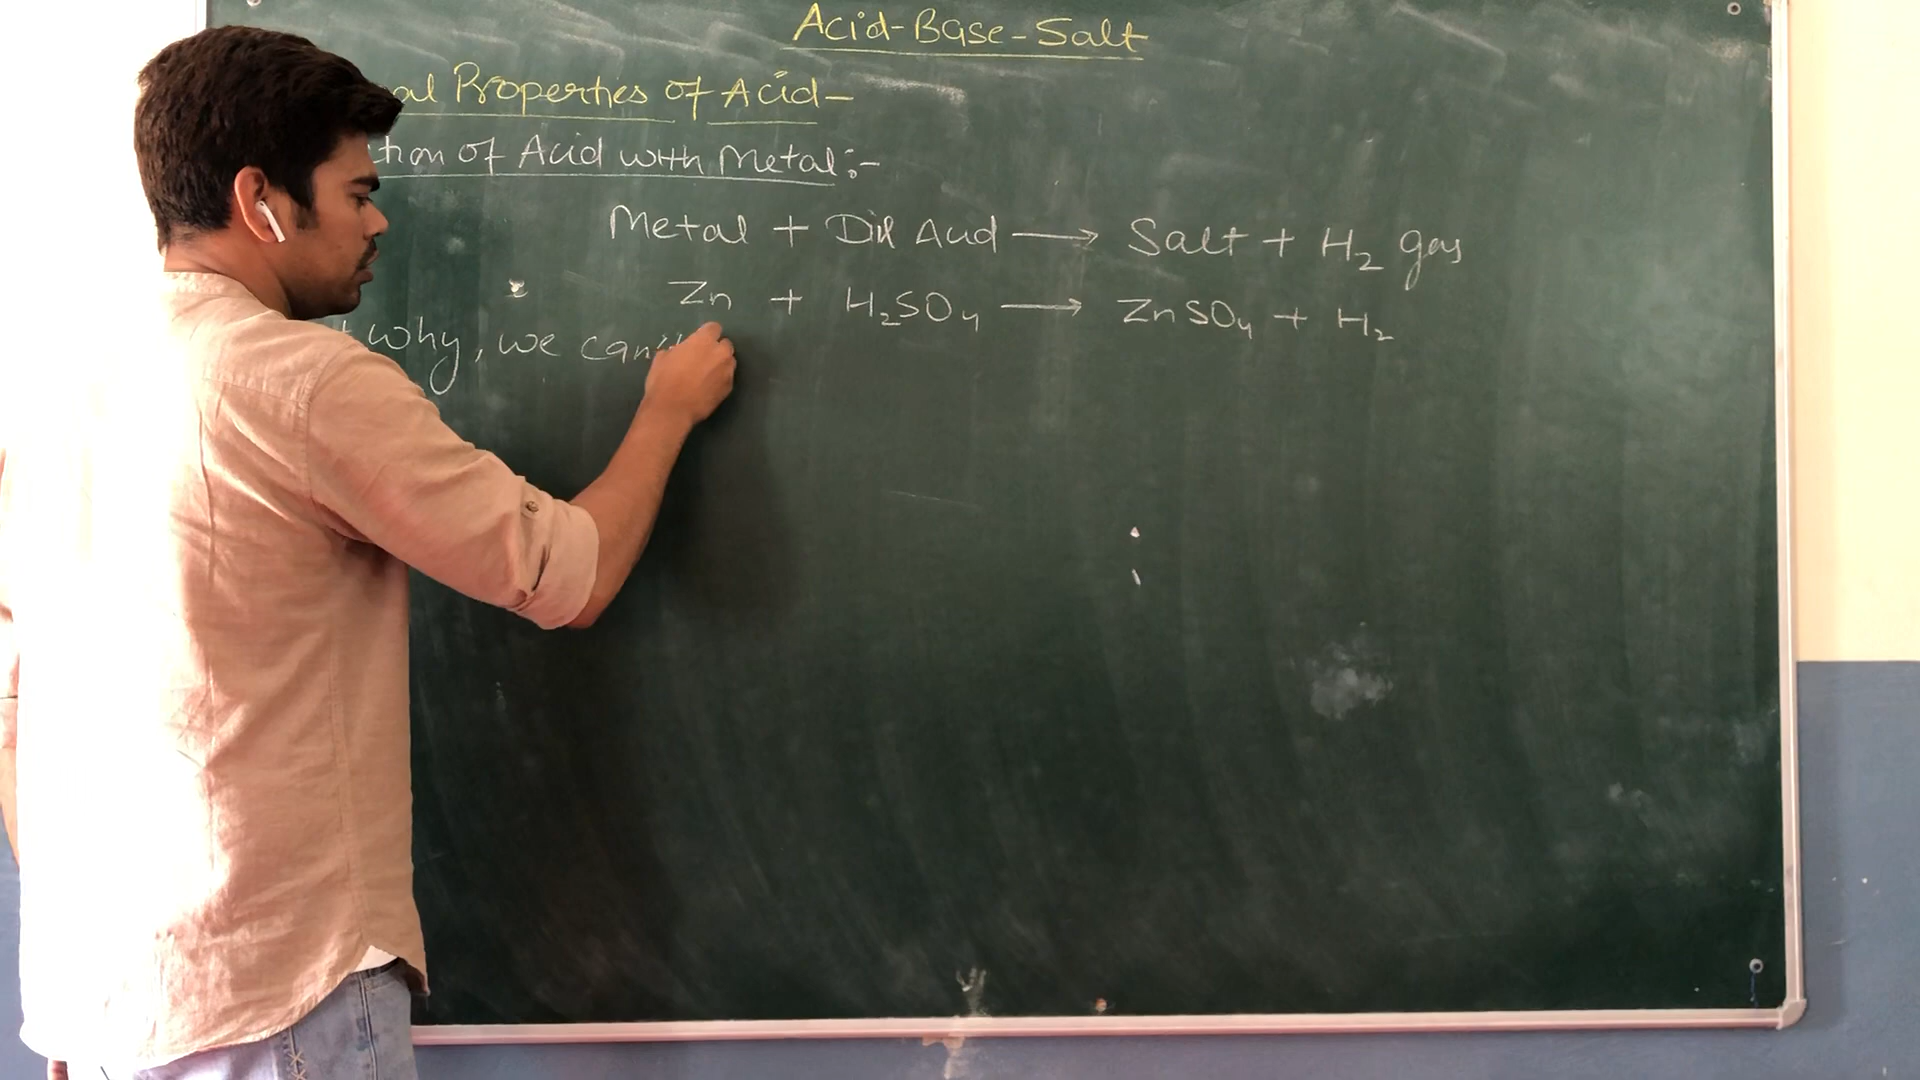 Acid-Base-Salt
al Properties of Acid-
tion of Acid with Metal:-
Metal + Dil Acid → Salt + H₂ gas
Zn + H₂SO₄ → ZnSO₄ + H₂
why, we can't